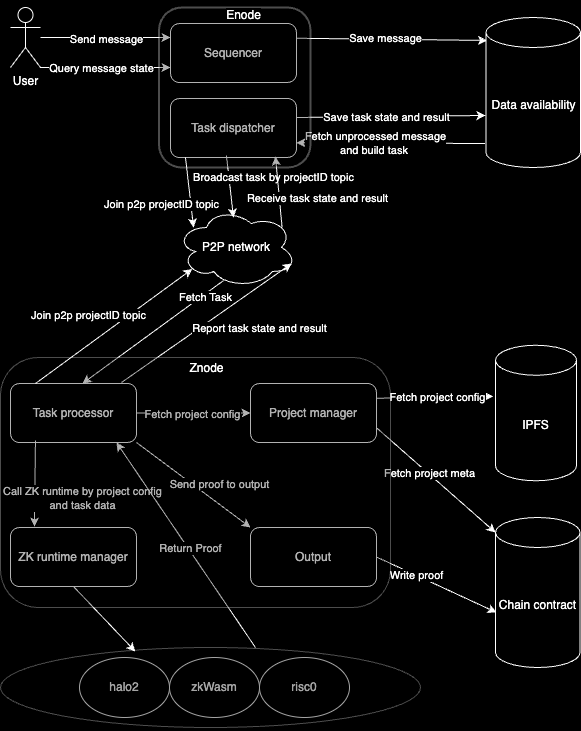 Enode
Send message
Sequencer
Save message
Query message state
User
Data availability
Task dispatcher
Save task state and result
Fetch unprocessed message
and build task
Broadcast task by projectID topic
Join p2p projectID topic
Receive task state and result
P2P network
Fetch Task
Join p2p projectID topic
Report task state and result
Znode
Task processor
Fetch project config
Project manager
Fetch project config
IPFS
Fetch project meta
Call ZK runtime by project config
and task data
Send proof to output
Return Proof
ZK runtime manager
Output
Write proof
Chain contract
halo2
zkWasm
risc0